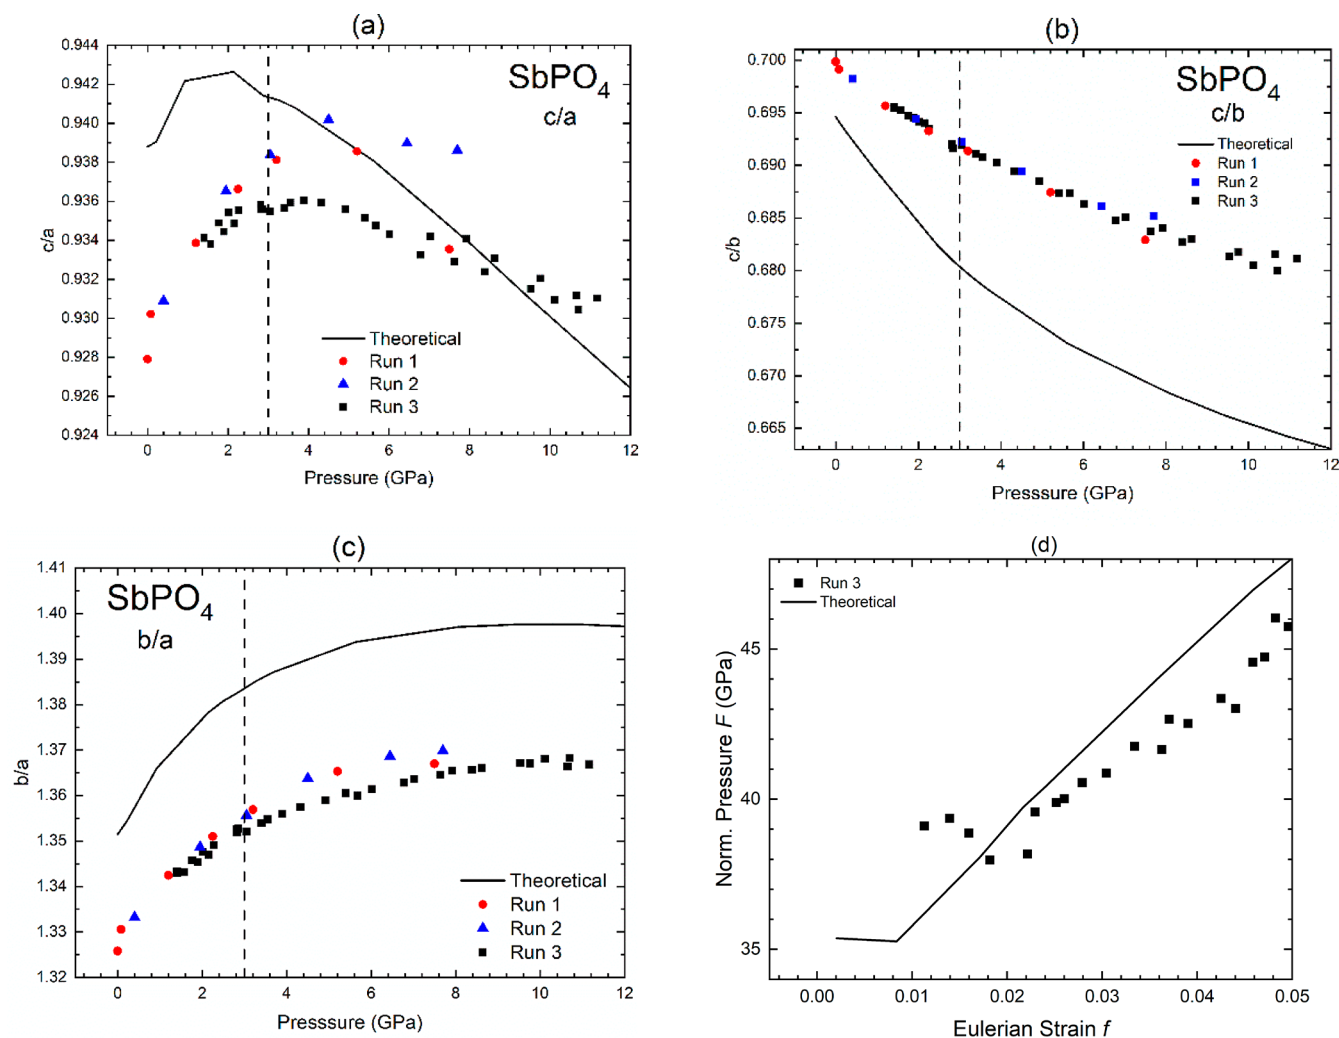 (a)
0.944
0.942
0.940
0.938
0.936
0.934
0.932
0.930
0.928
0.926
0.924
c/a
SbPO4
c/a
Theoretical
Run 1
Run 2
Run 3
0 2 4 6 8 10 12
Pressure (GPa)
(b)
0.700
0.695
0.690
0.685
0.680
0.675
0.670
0.665
c/b
SbPO4
c/b
Theoretical
Run 1
Run 2
Run 3
0 2 4 6 8 10 12
Presssure (GPa)
(c)
1.41
1.40
1.39
1.38
1.37
1.36
1.35
1.34
1.33
1.32
b/a
SbPO4
b/a
Theoretical
Run 1
Run 2
Run 3
0 2 4 6 8 10 12
Presssure (GPa)
(d)
Run 3
Theoretical
45
40
35
Norm. Pressure F (GPa)
0.00 0.01 0.02 0.03 0.04 0.05
Eulerian Strain f